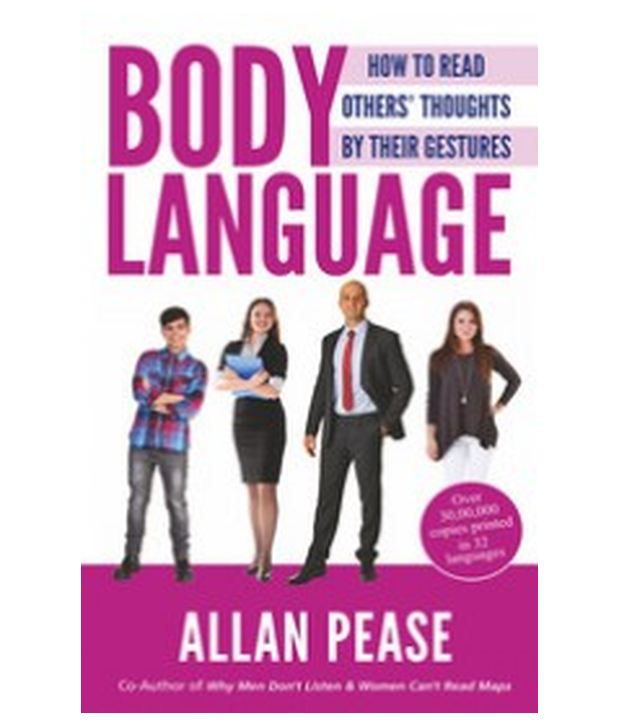 BODY
HOW TO READ
OTHERS' THOUGHTS
BY THEIR GESTURES
LANGUAGE
Over
30,00,000
copies printed
in 32
languages
ALLAN PEASE
Co-Author of Why Men Don't Listen & Women Can't Read Maps